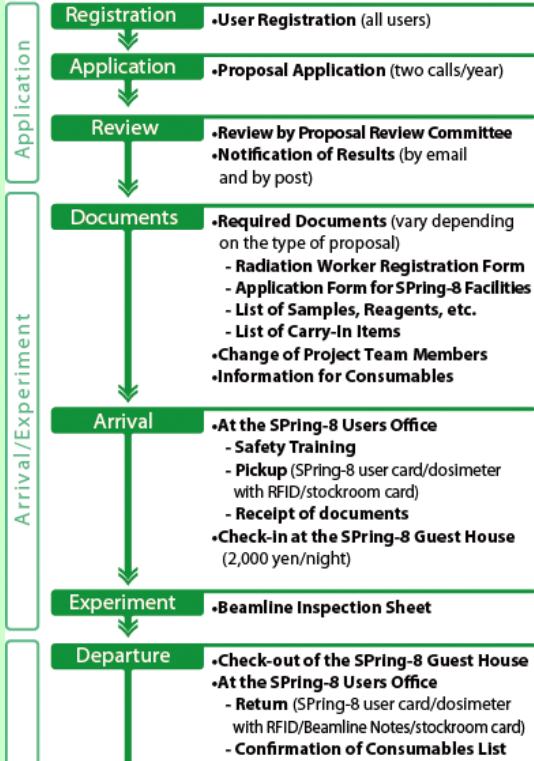 Application
Registration
•User Registration (all users)
Application
•Proposal Application (two calls/year)
Review
•Review by Proposal Review Committee
•Notification of Results (by email
and by post)
Arrival/Experiment
Documents
•Required Documents (vary depending
on the type of proposal)
- Radiation Worker Registration Form
- Application Form for SPring-8 Facilities
- List of Samples, Reagents, etc.
- List of Carry-In Items
•Change of Project Team Members
•Information for Consumables
Arrival
•At the SPring-8 Users Office
- Safety Training
- Pickup (SPring-8 user card/dosimeter
with RFID/stockroom card)
- Receipt of documents
•Check-in at the SPring-8 Guest House
(2,000 yen/night)
Experiment
•Beamline Inspection Sheet
Departure
•Check-out of the SPring-8 Guest House
•At the SPring-8 Users Office
- Return (SPring-8 user card/dosimeter
with RFID/Beamline Notes/stockroom card)
- Confirmation of Consumables List